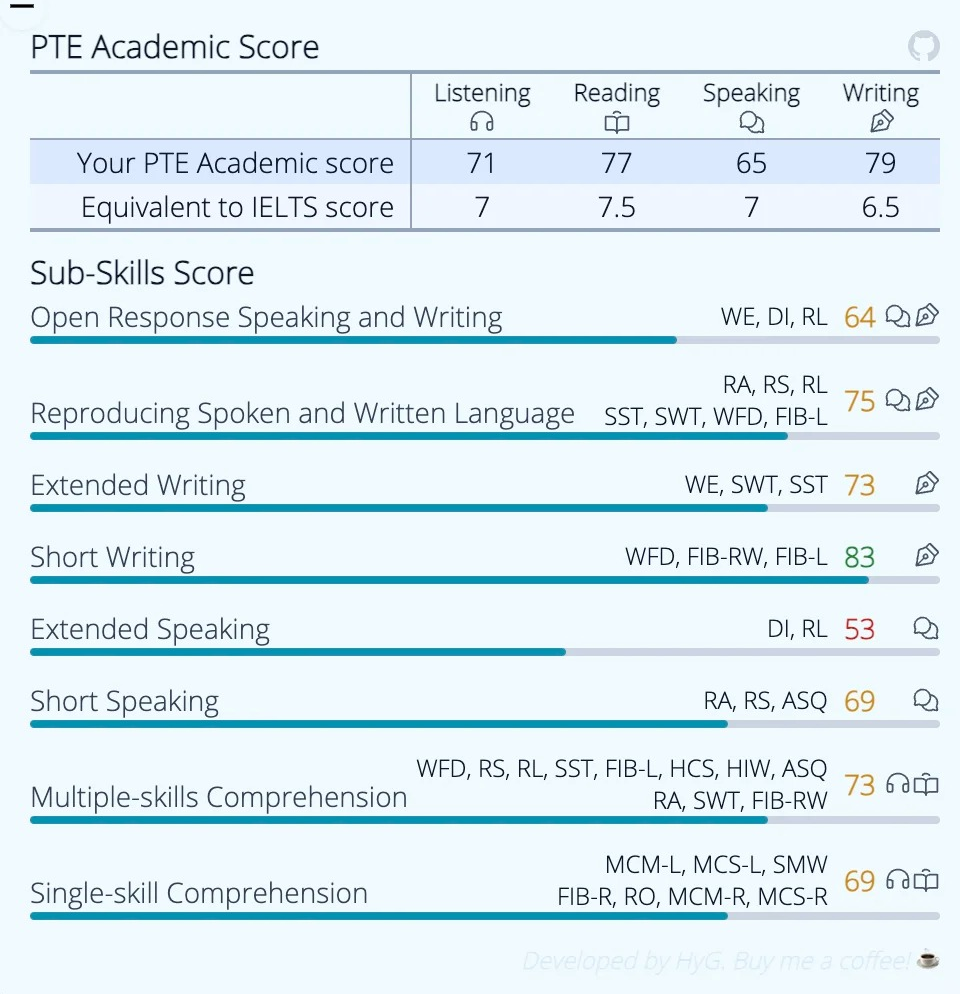 PTE Academic Score
Listening Reading Speaking Writing
Your PTE Academic score 71 77 65 79
Equivalent to IELTS score 7 7.5 7 6.5
Sub-Skills Score
Open Response Speaking and Writing WE, DI, RL 64
RA, RS, RL
Reproducing Spoken and Written Language SST, SWT, WFD, FIB-L 75
Extended Writing WE, SWT, SST 73
Short Writing WFD, FIB-RW, FIB-L 83
Extended Speaking DI, RL 53
Short Speaking RA, RS, ASQ 69
WFD, RS, RL, SST, FIB-L, HCS, HIW, ASQ
Multiple-skills Comprehension RA, SWT, FIB-RW 73
MCM-L, MCS-L, SMW
Single-skill Comprehension FIB-R, RO, MCM-R, MCS-R 69
Developed by HyG. Buy me a coffee!